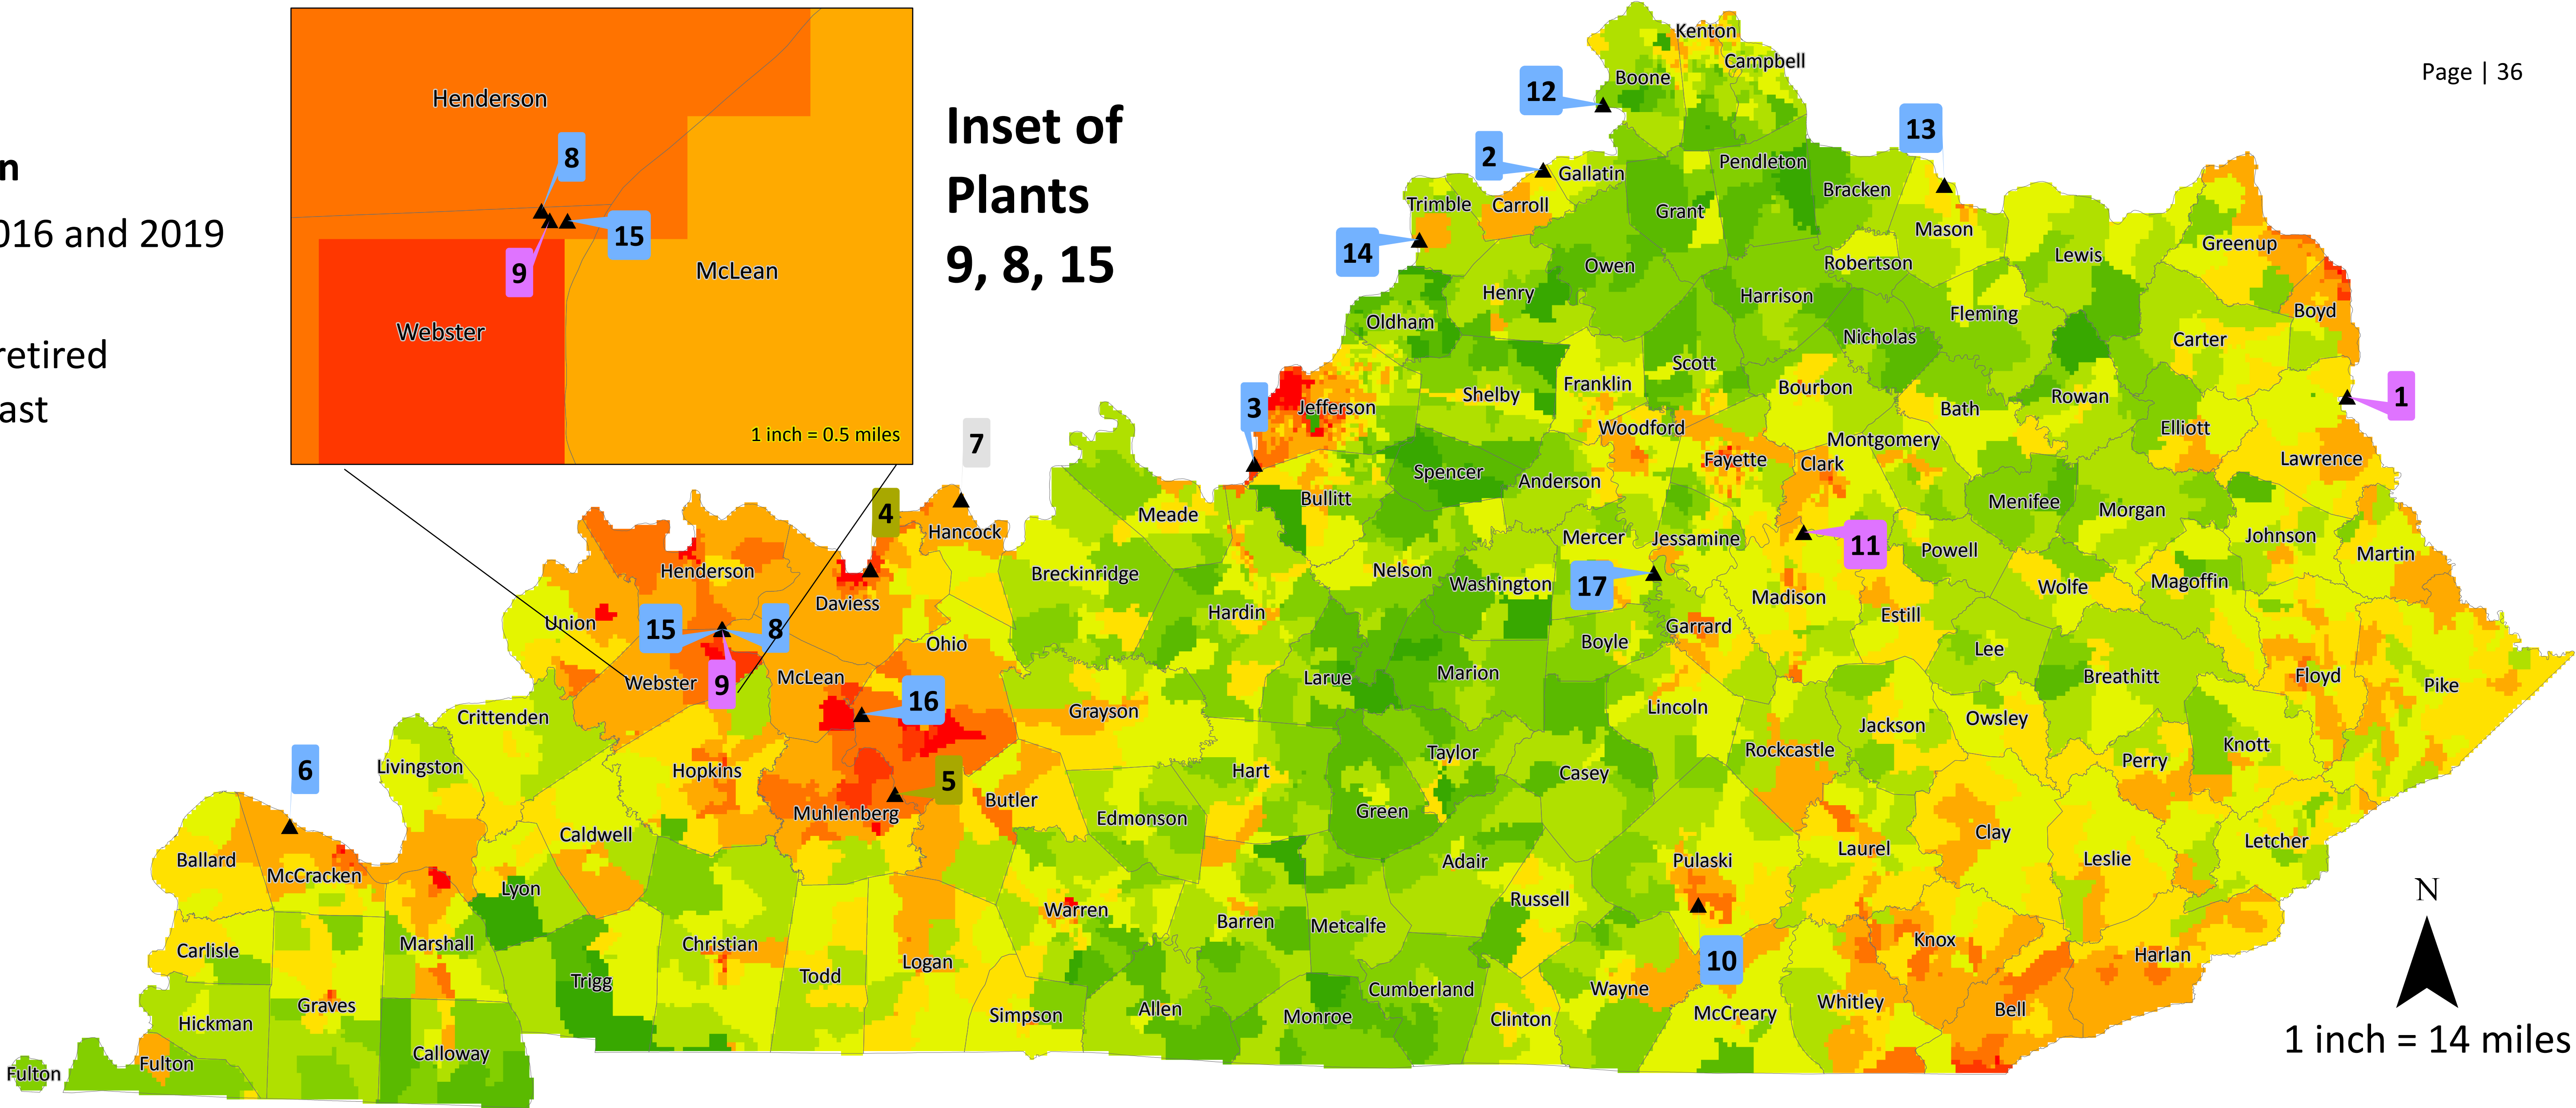 n
016 and 2019
retired
ast
Henderson
8
15
9
McLean
Webster
1 inch = 0.5 miles
Inset of
Plants
9, 8, 15
Page | 36
Kenton
Campbell
Boone
12
13
2
Gallatin
Pendleton
Bracken
Trimble
Carroll
Grant
Mason
14
Owen
Robertson
Lewis
Greenup
Henry
Harrison
Fleming
Boyd
Oldham
Nicholas
Carter
Scott
Franklin
Bourbon
Shelby
Rowan
Bath
1
3
Jefferson
7
Woodford
Montgomery
Elliott
Fayette
Clark
Lawrence
Spencer
Anderson
Bullitt
Menifee
Morgan
4
Hancock
Meade
Mercer
Jessamine
11
Powell
Johnson
Martin
Henderson
Breckinridge
Nelson
Washington
17
Wolfe
Magoffin
Daviess
Hardin
Madison
Estill
Union
15
8
Garrard
Ohio
Boyle
Lee
Webster
9
McLean
Larue
Marion
Breathitt
Floyd
Pike
16
Crittenden
Grayson
Lincoln
Jackson
Owsley
Knott
Rockcastle
Taylor
6
Livingston
Hopkins
5
Hart
Casey
Perry
Butler
Muhlenberg
Edmonson
Green
Caldwell
Clay
Letcher
Ballard
McCracken
Adair
Pulaski
Laurel
Leslie
Lyon
Russell
Warren
Barren
Metcalfe
Carlisle
Marshall
Christian
Knox
Harlan
N
Logan
10
Todd
Trigg
Cumberland
Wayne
Whitley
Graves
Hickman
Simpson
Allen
Monroe
Clinton
McCreary
Bell
1 inch = 14 miles
Calloway
Fulton
Fulton